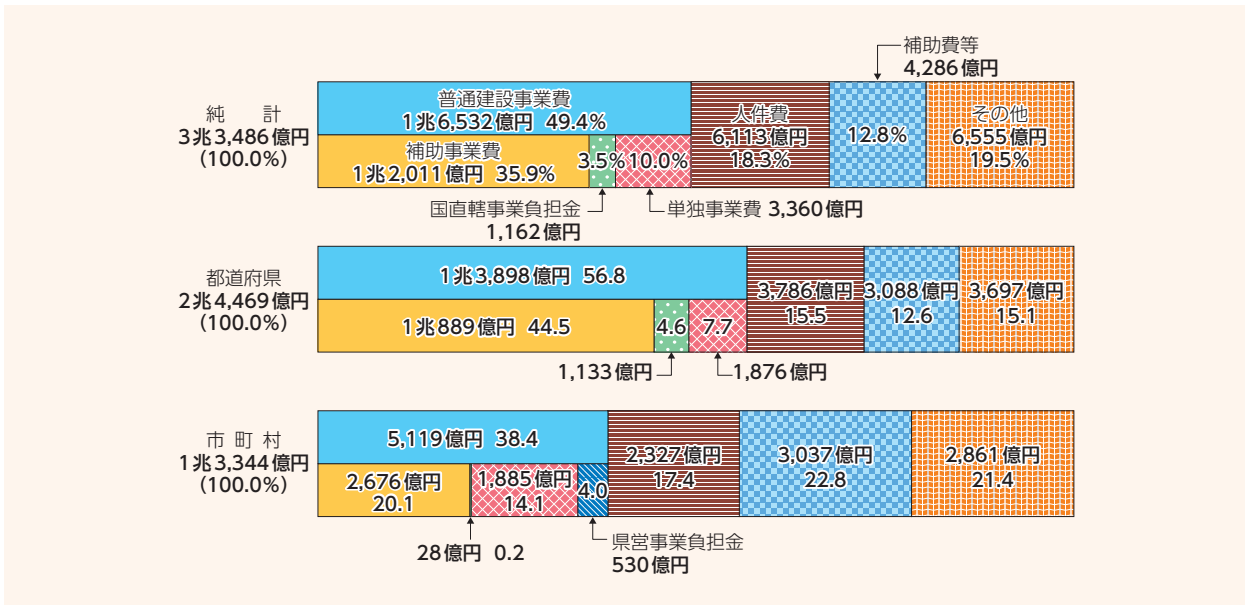 補助費等
4,286億円
純計
3兆3,486億円
（100.0%）
普通建設事業費
1兆6,532億円 49.4%
補助事業費
1兆2,011億円 35.9%
3.5%
10.0%
人件費
6,113億円
18.3%
12.8%
その他
6,555億円
19.5%
国直轄事業負担金
1,162億円
単独事業費 3,360億円
都道府県
2兆4,469億円
（100.0%）
1兆3,898億円 56.8
1兆889億円 44.5
4.6
7.7
3,786億円
15.5
3,088億円
12.6
3,697億円
15.1
1,133億円
1,876億円
市町村
1兆3,344億円
（100.0%）
5,119億円 38.4
2,676億円
20.1
1,885億円
14.1
4.0
2,327億円
17.4
3,037億円
22.8
2,861億円
21.4
28億円 0.2
県営事業負担金
530億円